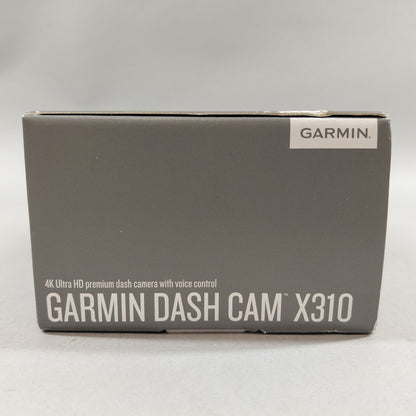 GARMIN.
4K Ultra HD premium dash camera with voice control
GARMIN DASH CAM™ X310